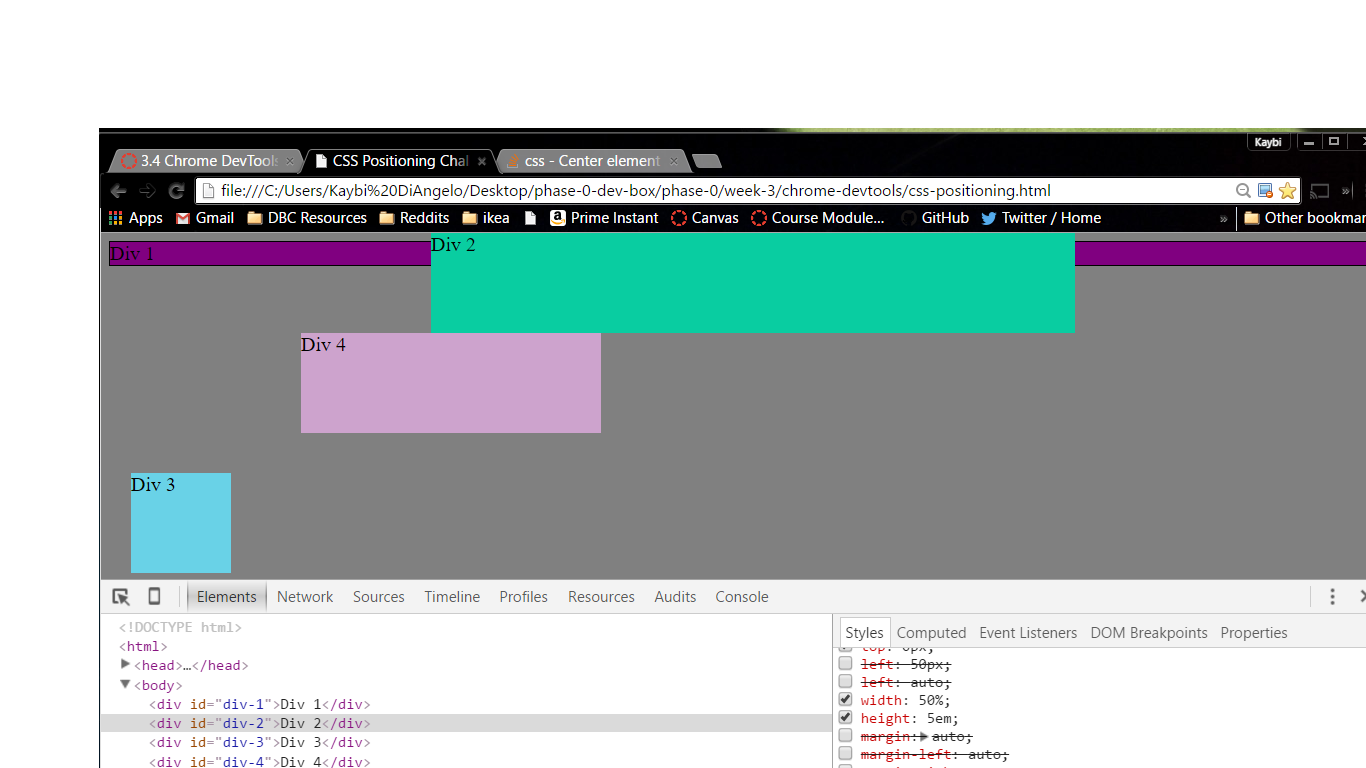 Kaybi
3.4 Chrome DevTools CSS Positioning Chal css - Center element
file:///C:/Users/Kaybi%20DiAngelo/Desktop/phase-0-dev-box/phase-0/week-3/chrome-devtools/css-positioning.html
Apps Gmail DBC Resources Reddits ikea Prime Instant Canvas Course Module... GitHub Twitter / Home » Other bookmar
Div 1
Div 2
Div 4
Div 3
Elements Network Sources Timeline Profiles Resources Audits Console
<!DOCTYPE html>
<html>
<head>…</head>
<body>
<div id="div-1">Div 1</div>
<div id="div-2">Div 2</div>
<div id="div-3">Div 3</div>
<div id="div-4">Div 4</div>
Styles Computed Event Listeners DOM Breakpoints Properties
top: 0px;
left: 50px;
left: auto;
width: 50%;
height: 5em;
margin: auto;
margin-left: auto;